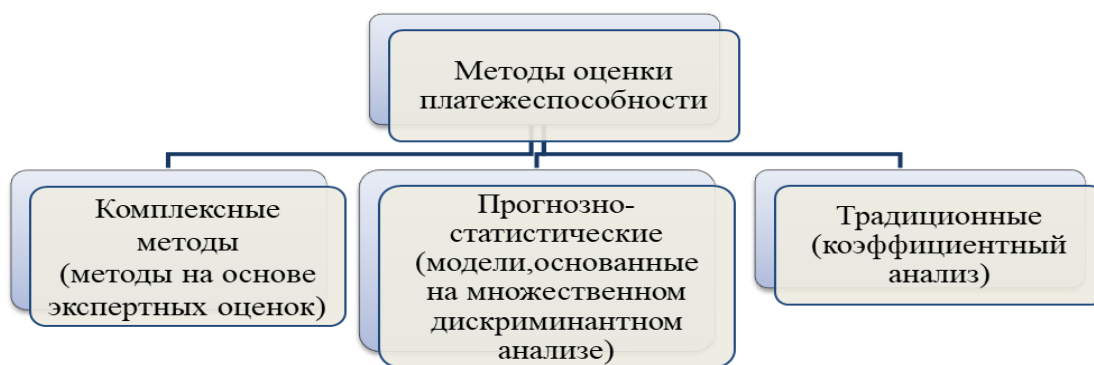 Методы оценки
платежеспособности
Комплексные
методы
(методы на основе
экспертных оценок)
Прогнозно-
статистические
(модели,основанные
на множественном
дискриминантном
анализе)
Традиционные
(коэффициентный
анализ)